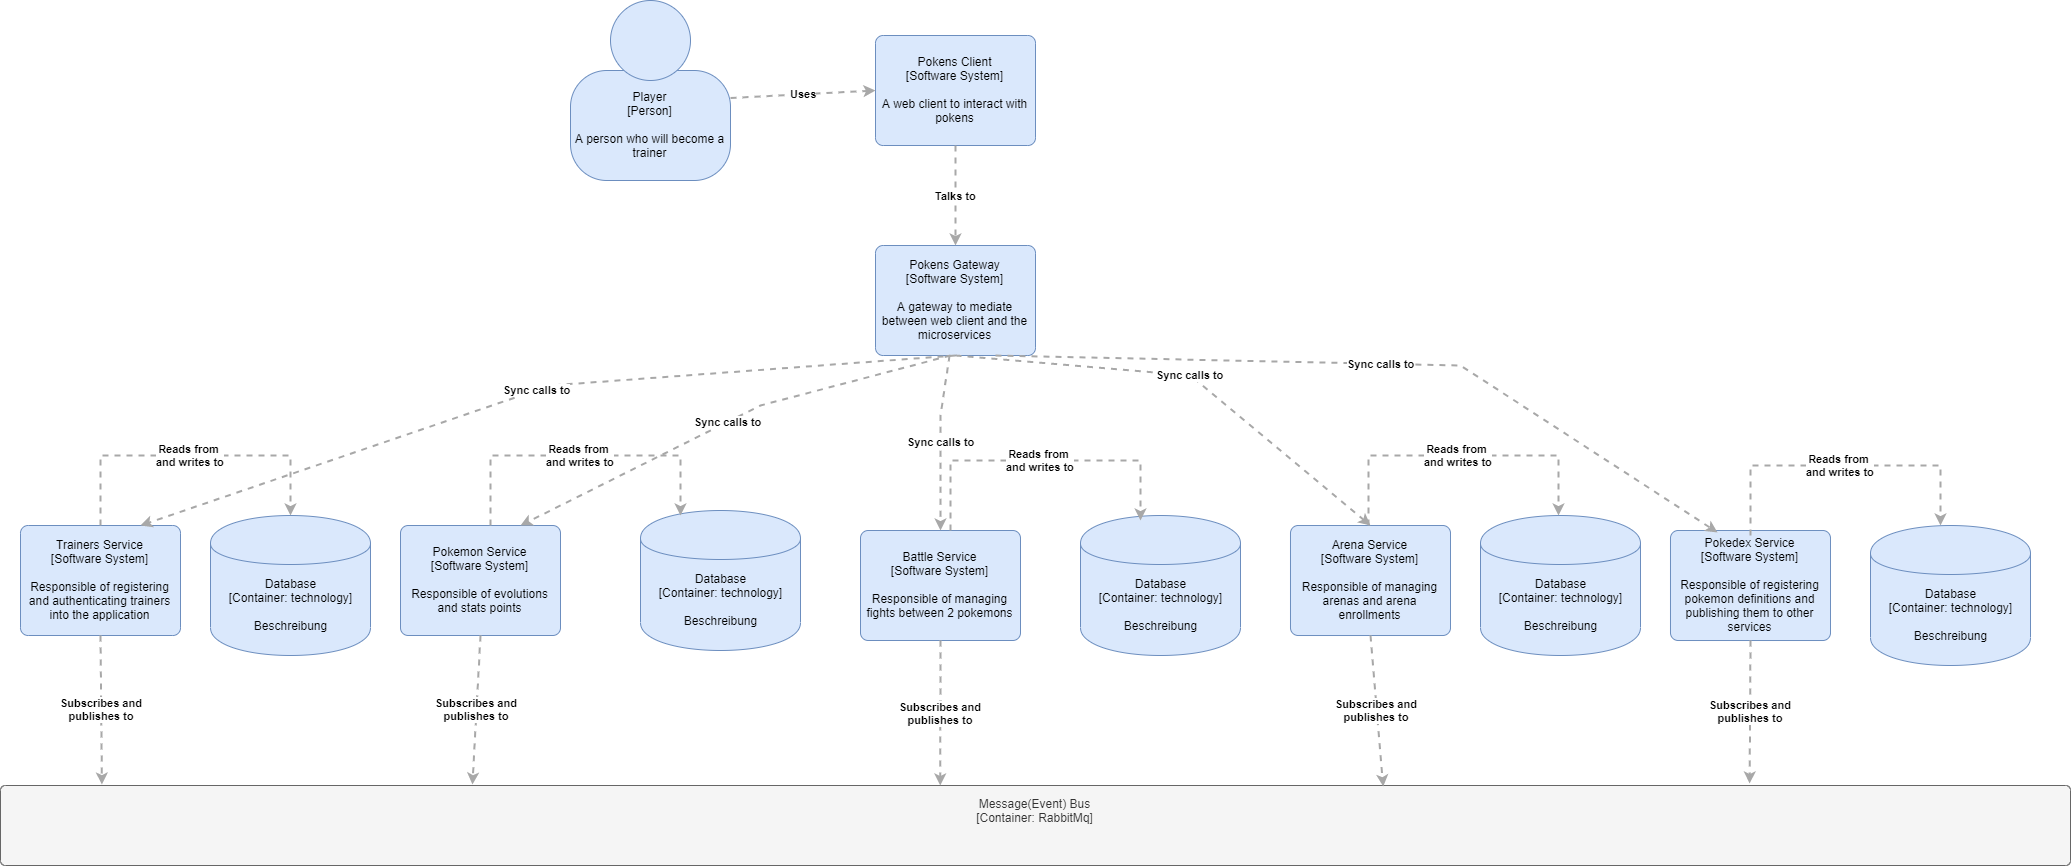 Player
[Person]
A person who will become a
trainer
Uses
Pokens Client
[Software System]
A web client to interact with
pokens
Talks to
Pokens Gateway
[Software System]
A gateway to mediate
between web client and the
microservices
Sync calls to
Sync calls to
Sync calls to
Sync calls to
Sync calls to
Reads from
and writes to
Reads from
and writes to
Reads from
and writes to
Reads from
and writes to
Reads from
and writes to
Trainers Service
[Software System]
Responsible of registering
and authenticating trainers
into the application
Database
[Container: technology]
Beschreibung
Pokemon Service
[Software System]
Responsible of evolutions
and stats points
Database
[Container: technology]
Beschreibung
Battle Service
[Software System]
Responsible of managing
fights between 2 pokemons
Database
[Container: technology]
Beschreibung
Arena Service
[Software System]
Responsible of managing
arenas and arena
enrollments
Database
[Container: technology]
Beschreibung
Pokedex Service
[Software System]
Responsible of registering
pokemon definitions and
publishing them to other
services
Database
[Container: technology]
Beschreibung
Subscribes and
publishes to
Subscribes and
publishes to
Subscribes and
publishes to
Subscribes and
publishes to
Subscribes and
publishes to
Message(Event) Bus
[Container: RabbitMq]